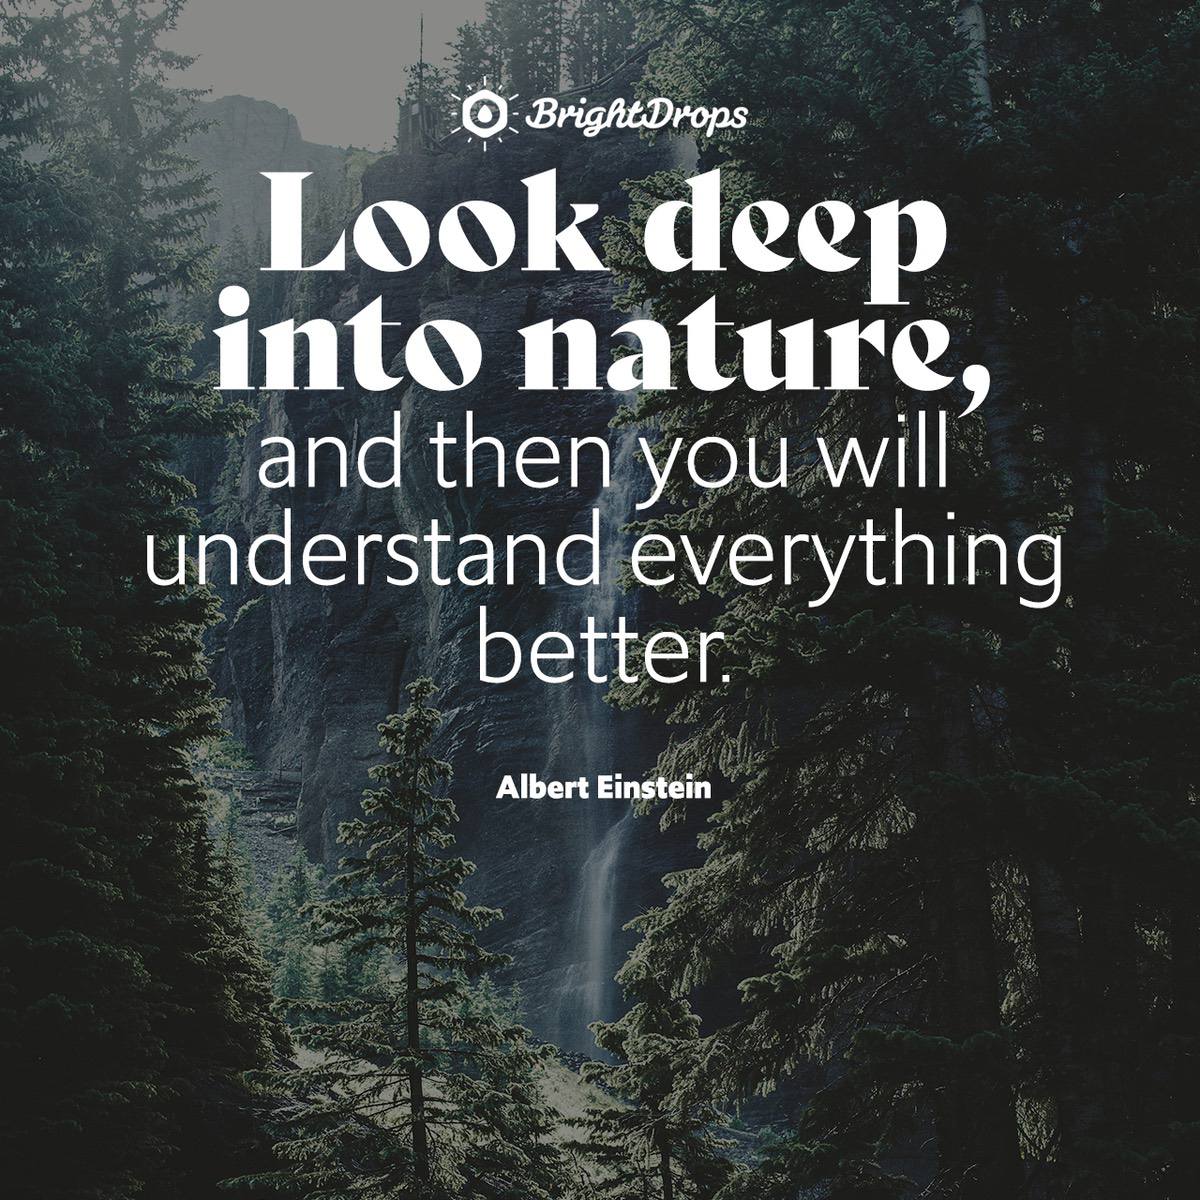 BrightDrops
Look deep
into nature,
and then you will
understand everything
better.
Albert Einstein